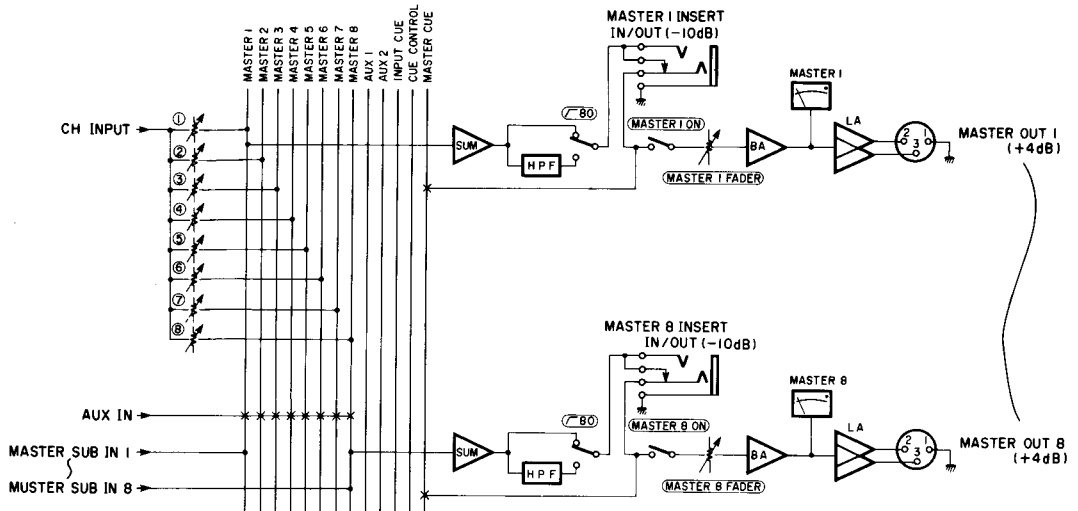 MASTER 1
MASTER 2
MASTER 3
MASTER 4
MASTER 5
MASTER 6
MASTER 7
MASTER 8
AUX 1
AUX 2
INPUT CUE
CUE CONTROL
MASTER CUE
MASTER 1 INSERT
IN/OUT (-10dB)
CH INPUT
①
②
③
④
⑤
⑥
⑦
⑧
SUM
80
HPF
MASTER 1 ON
MASTER 1 FADER
BA
MASTER 1
LA
2
1
3
MASTER OUT 1
(+4dB)
MASTER 8 INSERT
IN/OUT (-10dB)
AUX IN
MASTER SUB IN 1
MUSTER SUB IN 8
SUM
80
HPF
MASTER 8 ON
MASTER 8 FADER
BA
MASTER 8
LA
2
1
3
MASTER OUT 8
(+4dB)